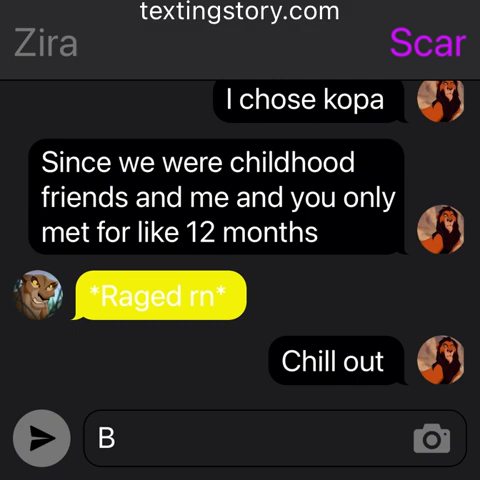 textingstory.com
Zira
Scar
I chose kopa
Since we were childhood
friends and me and you only
met for like 12 months
*Raged rn*
Chill out
B